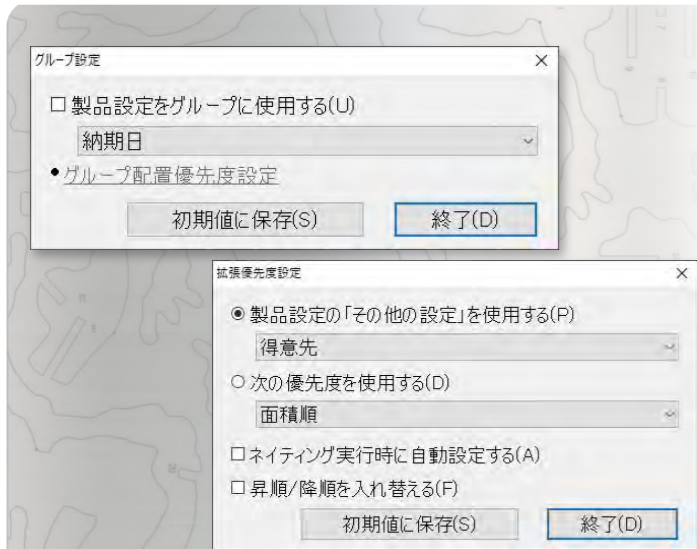 グループ設定
製品設定をグループに使用する(U)
納期日
グループ配置優先度設定
初期値に保存(S) 終了(D)
拡張優先度設定
製品設定の「その他の設定」を使用する(P)
得意先
次の優先度を使用する(D)
面積順
ネイティング実行時に自動設定する(A)
昇順/降順を入れ替える(F)
初期値に保存(S) 終了(D)